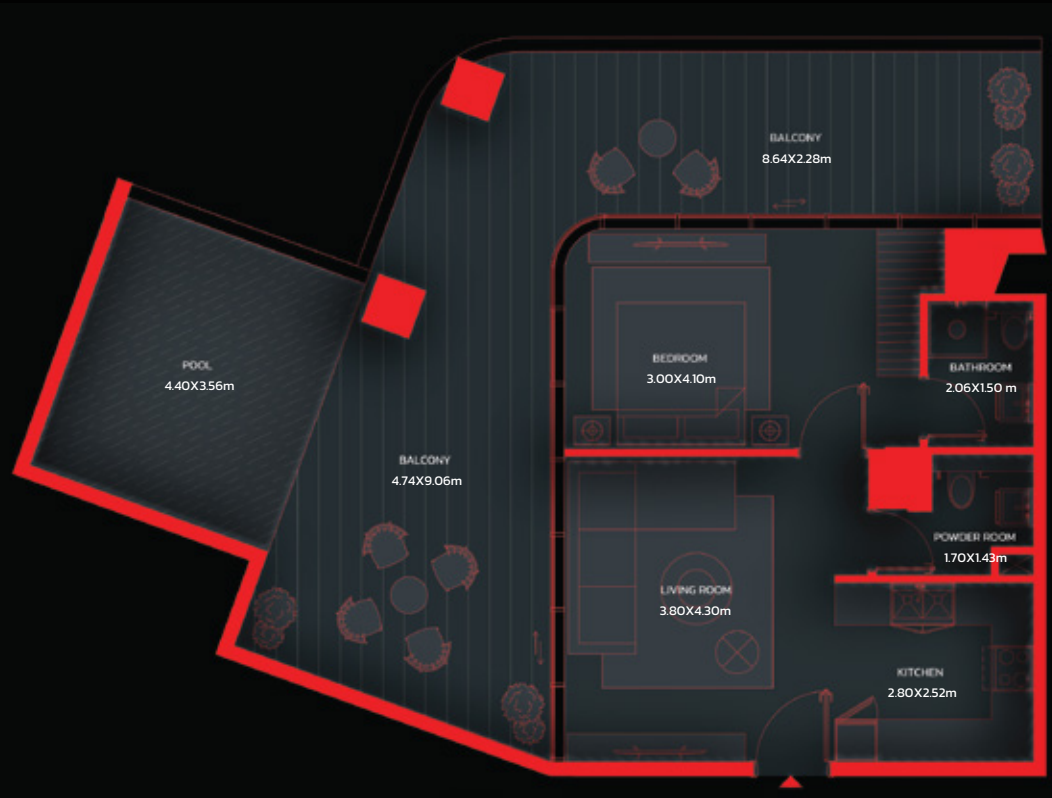 BALCONY
8.64X2.28m
BEDROOM
3.00X4.10m
POOL
4.40X3.56m
BATHROOM
2.06X1.50 m
BALCONY
4.74X9.06m
POWDER ROOM
1.70X1.43m
LIVING ROOM
3.80X4.30m
KITCHEN
2.80X2.52m